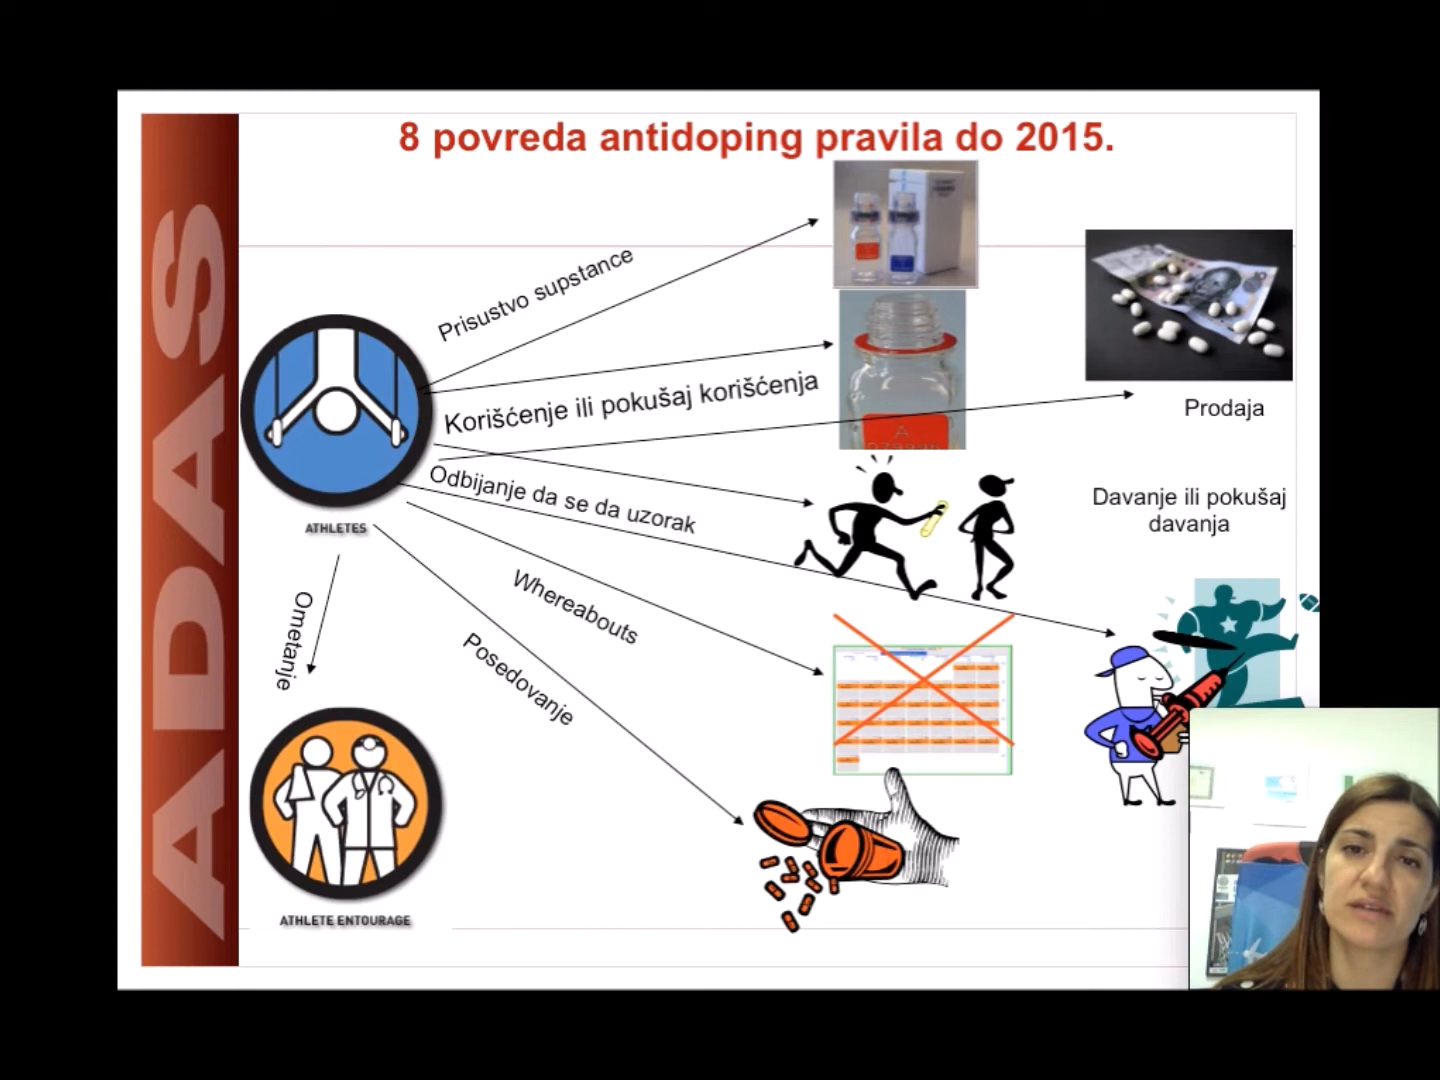 8 povreda antidoping pravila do 2015.
ADAS
Prisustvo supstance
Korišćenje ili pokušaj korišćenja
Prodaja
Odbijanje da se da uzorak
Davanje ili pokušaj
davanja
ATHLETES
Whereabouts
Ometanje
Posedovanje
ATHLETE ENTOURAGE
A